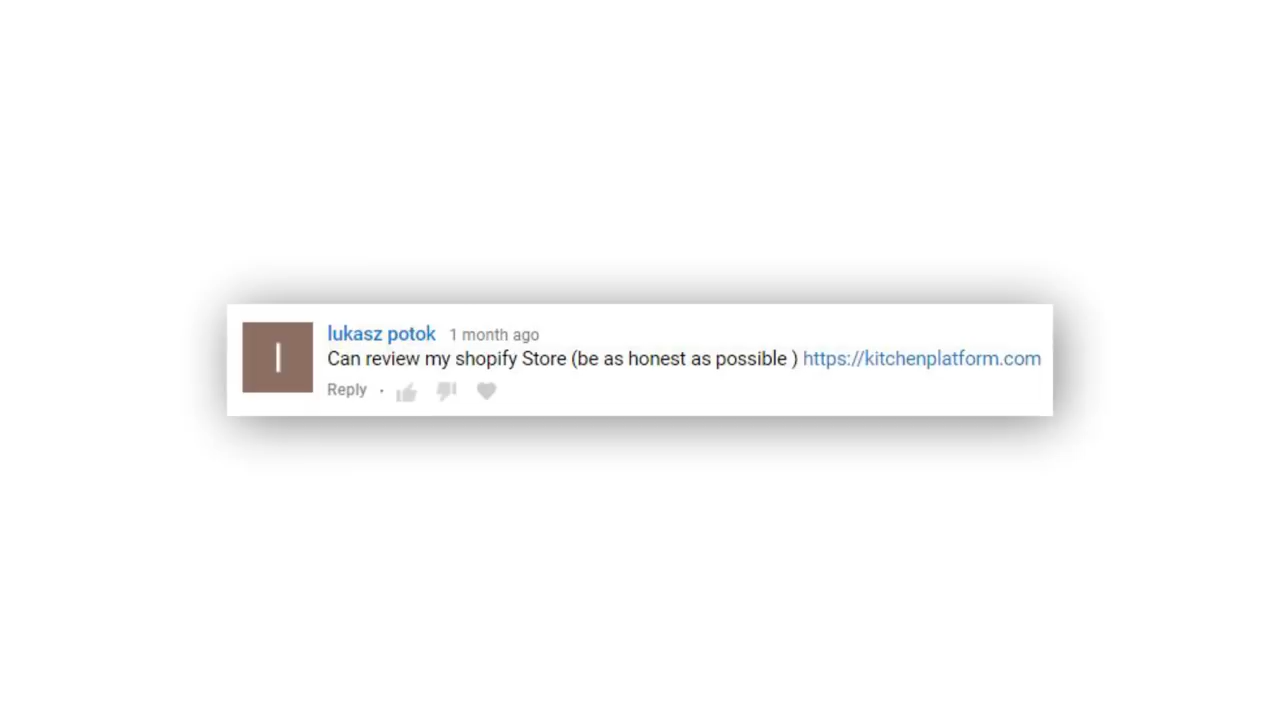 l
lukasz potok 1 month ago
Can review my shopify Store (be as honest as possible ) https://kitchenplatform.com
Reply ·